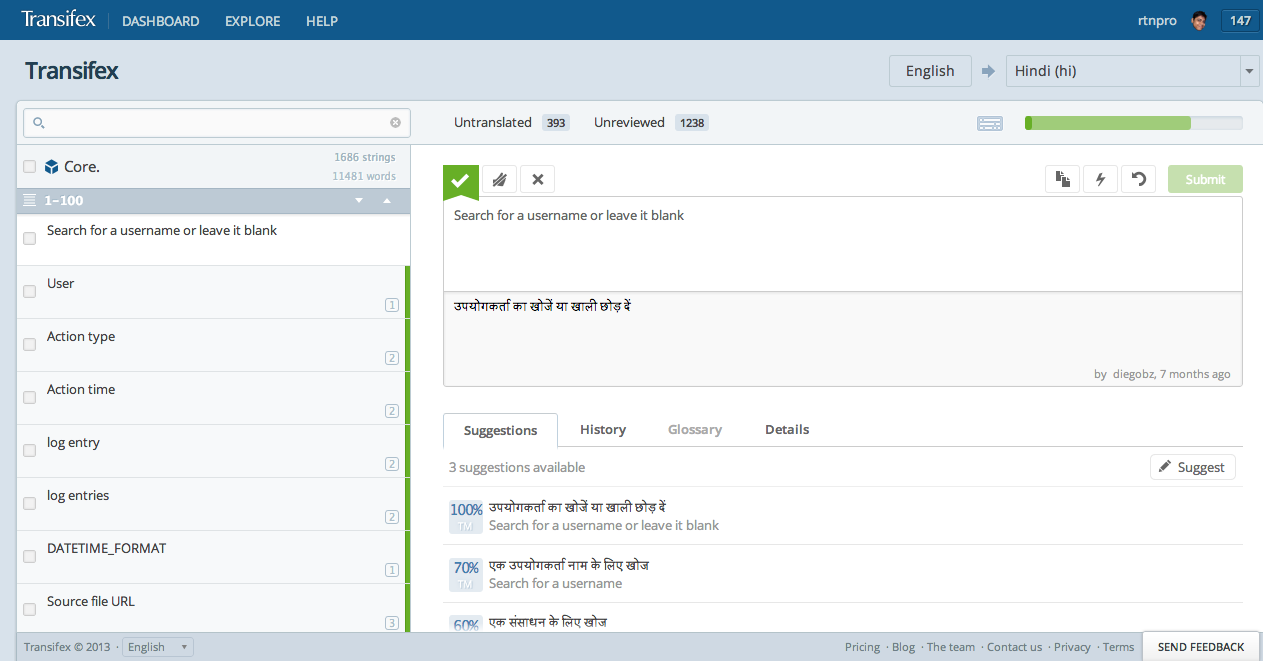 Transifex DASHBOARD EXPLORE HELP rtnpro 147
Transifex English Hindi (hi)
Untranslated 393 Unreviewed 1238
Core. 1686 strings
11481 words
1–100
Submit
Search for a username or leave it blank
User
1
Action type
2
Action time
2
log entry
2
log entries
2
DATETIME_FORMAT
1
Source file URL
3
Search for a username or leave it blank
उपयोगकर्ता का खोजें या खाली छोड़ दें
by diegobz, 7 months ago
Suggestions History Glossary Details
3 suggestions available Suggest
100% उपयोगकर्ता का खोजें या खाली छोड़ दें
TM Search for a username or leave it blank
70% एक उपयोगकर्ता नाम के लिए खोज
TM Search for a username
60% एक संसाधन के लिए खोज
Transifex © 2013 · English Pricing · Blog · The team · Contact us · Privacy · Terms SEND FEEDBACK